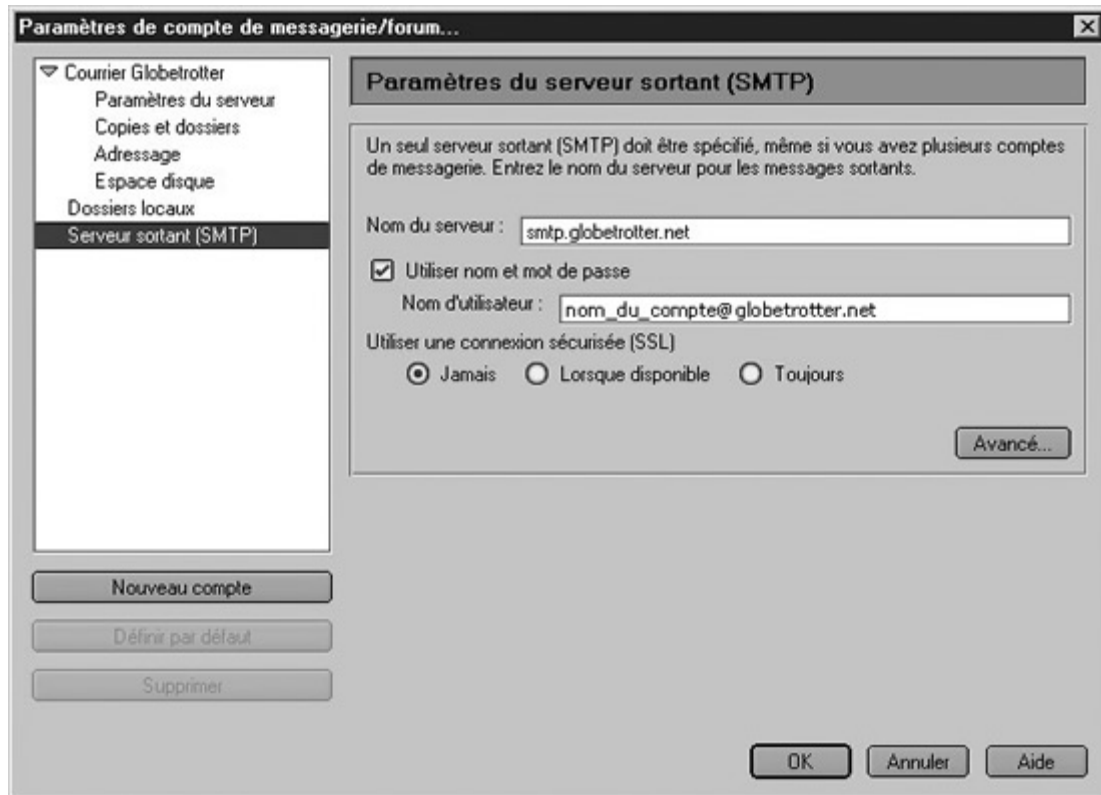 Paramètres de compte de messagerie/forum...
Courrier Globetrotter
Paramètres du serveur
Copies et dossiers
Adressage
Espace disque
Dossiers locaux
Serveur sortant (SMTP)
Nouveau compte
Définir par défaut
Supprimer
Paramètres du serveur sortant (SMTP)
Un seul serveur sortant (SMTP) doit être spécifié, même si vous avez plusieurs comptes
de messagerie. Entrez le nom du serveur pour les messages sortants.
Nom du serveur : smtp.globetrotter.net
Utiliser nom et mot de passe
Nom d'utilisateur : nom_du_compte@globetrotter.net
Utiliser une connexion sécurisée (SSL)
Jamais Lorsque disponible Toujours
Avancé...
OK Annuler Aide